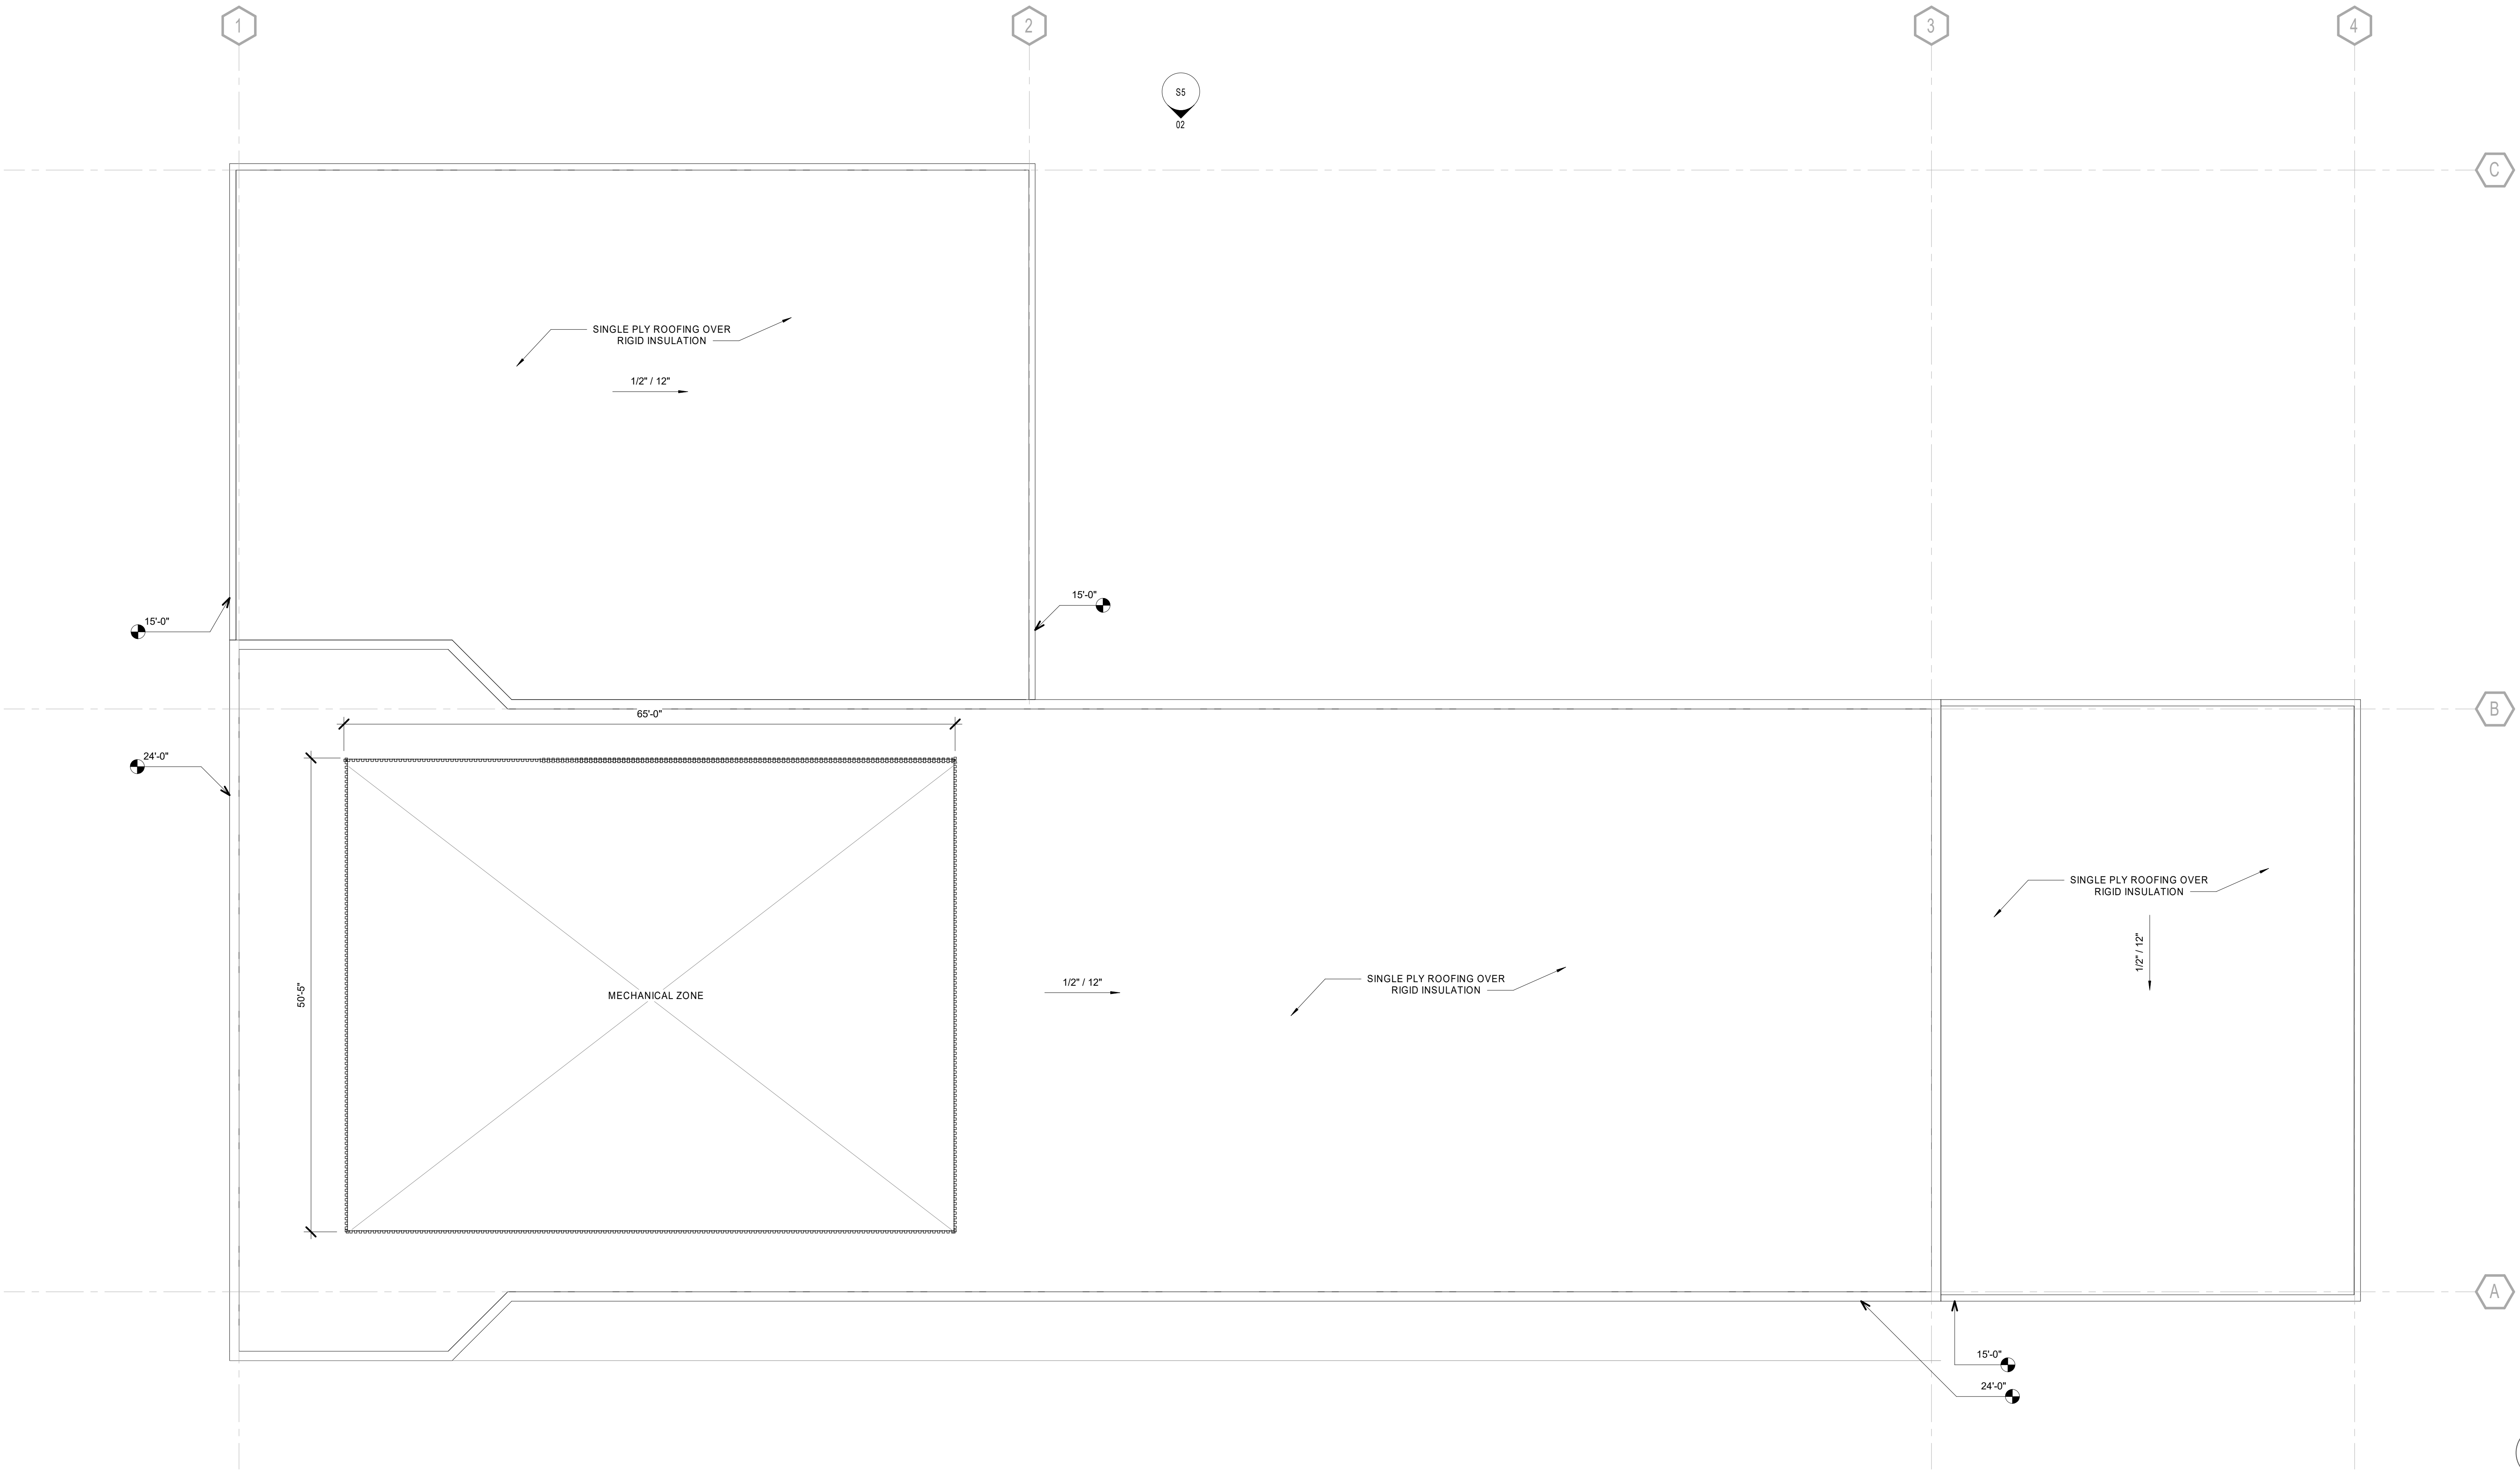 1
2
3
4
S5
02
C
SINGLE PLY ROOFING OVER
RIGID INSULATION
1/2" / 12"
15'-0"
15'-0"
B
65'-0"
24'-0"
SINGLE PLY ROOFING OVER
RIGID INSULATION
1/2" / 12"
50'-5"
MECHANICAL ZONE
1/2" / 12"
SINGLE PLY ROOFING OVER
RIGID INSULATION
A
15'-0"
24'-0"